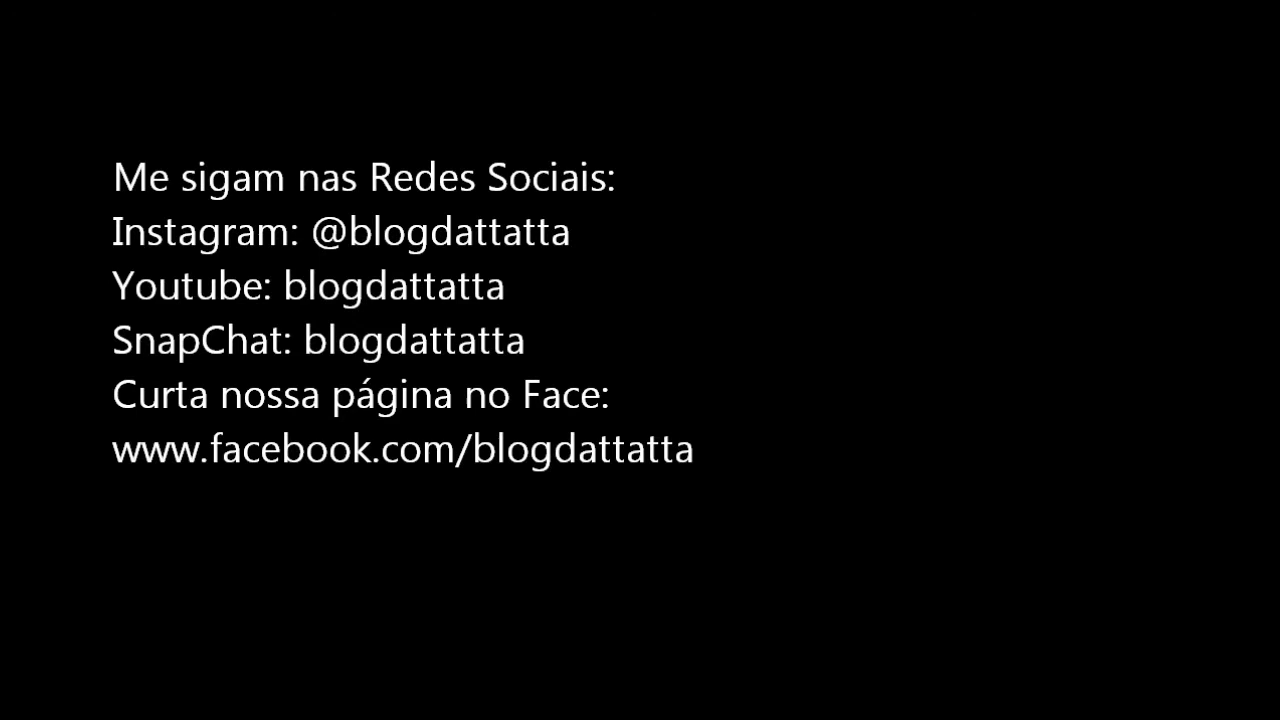 Me sigam nas Redes Sociais:
Instagram: @blogdattatta
Youtube: blogdattatta
SnapChat: blogdattatta
Curta nossa página no Face:
www.facebook.com/blogdattatta